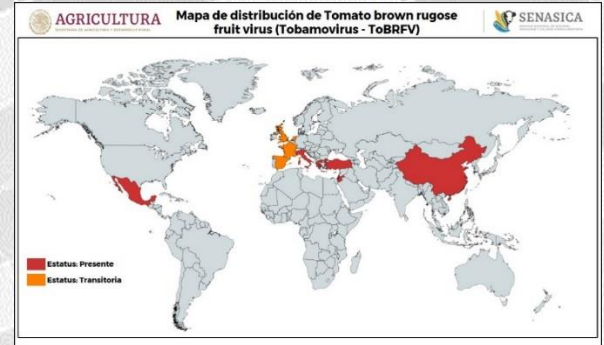 AGRICULTURA
Mapa de distribución de Tomato brown rugose
fruit virus (Tobamovirus - ToBRFV)
SENASICA
Estatus: Presente
Estatus: Transitoria